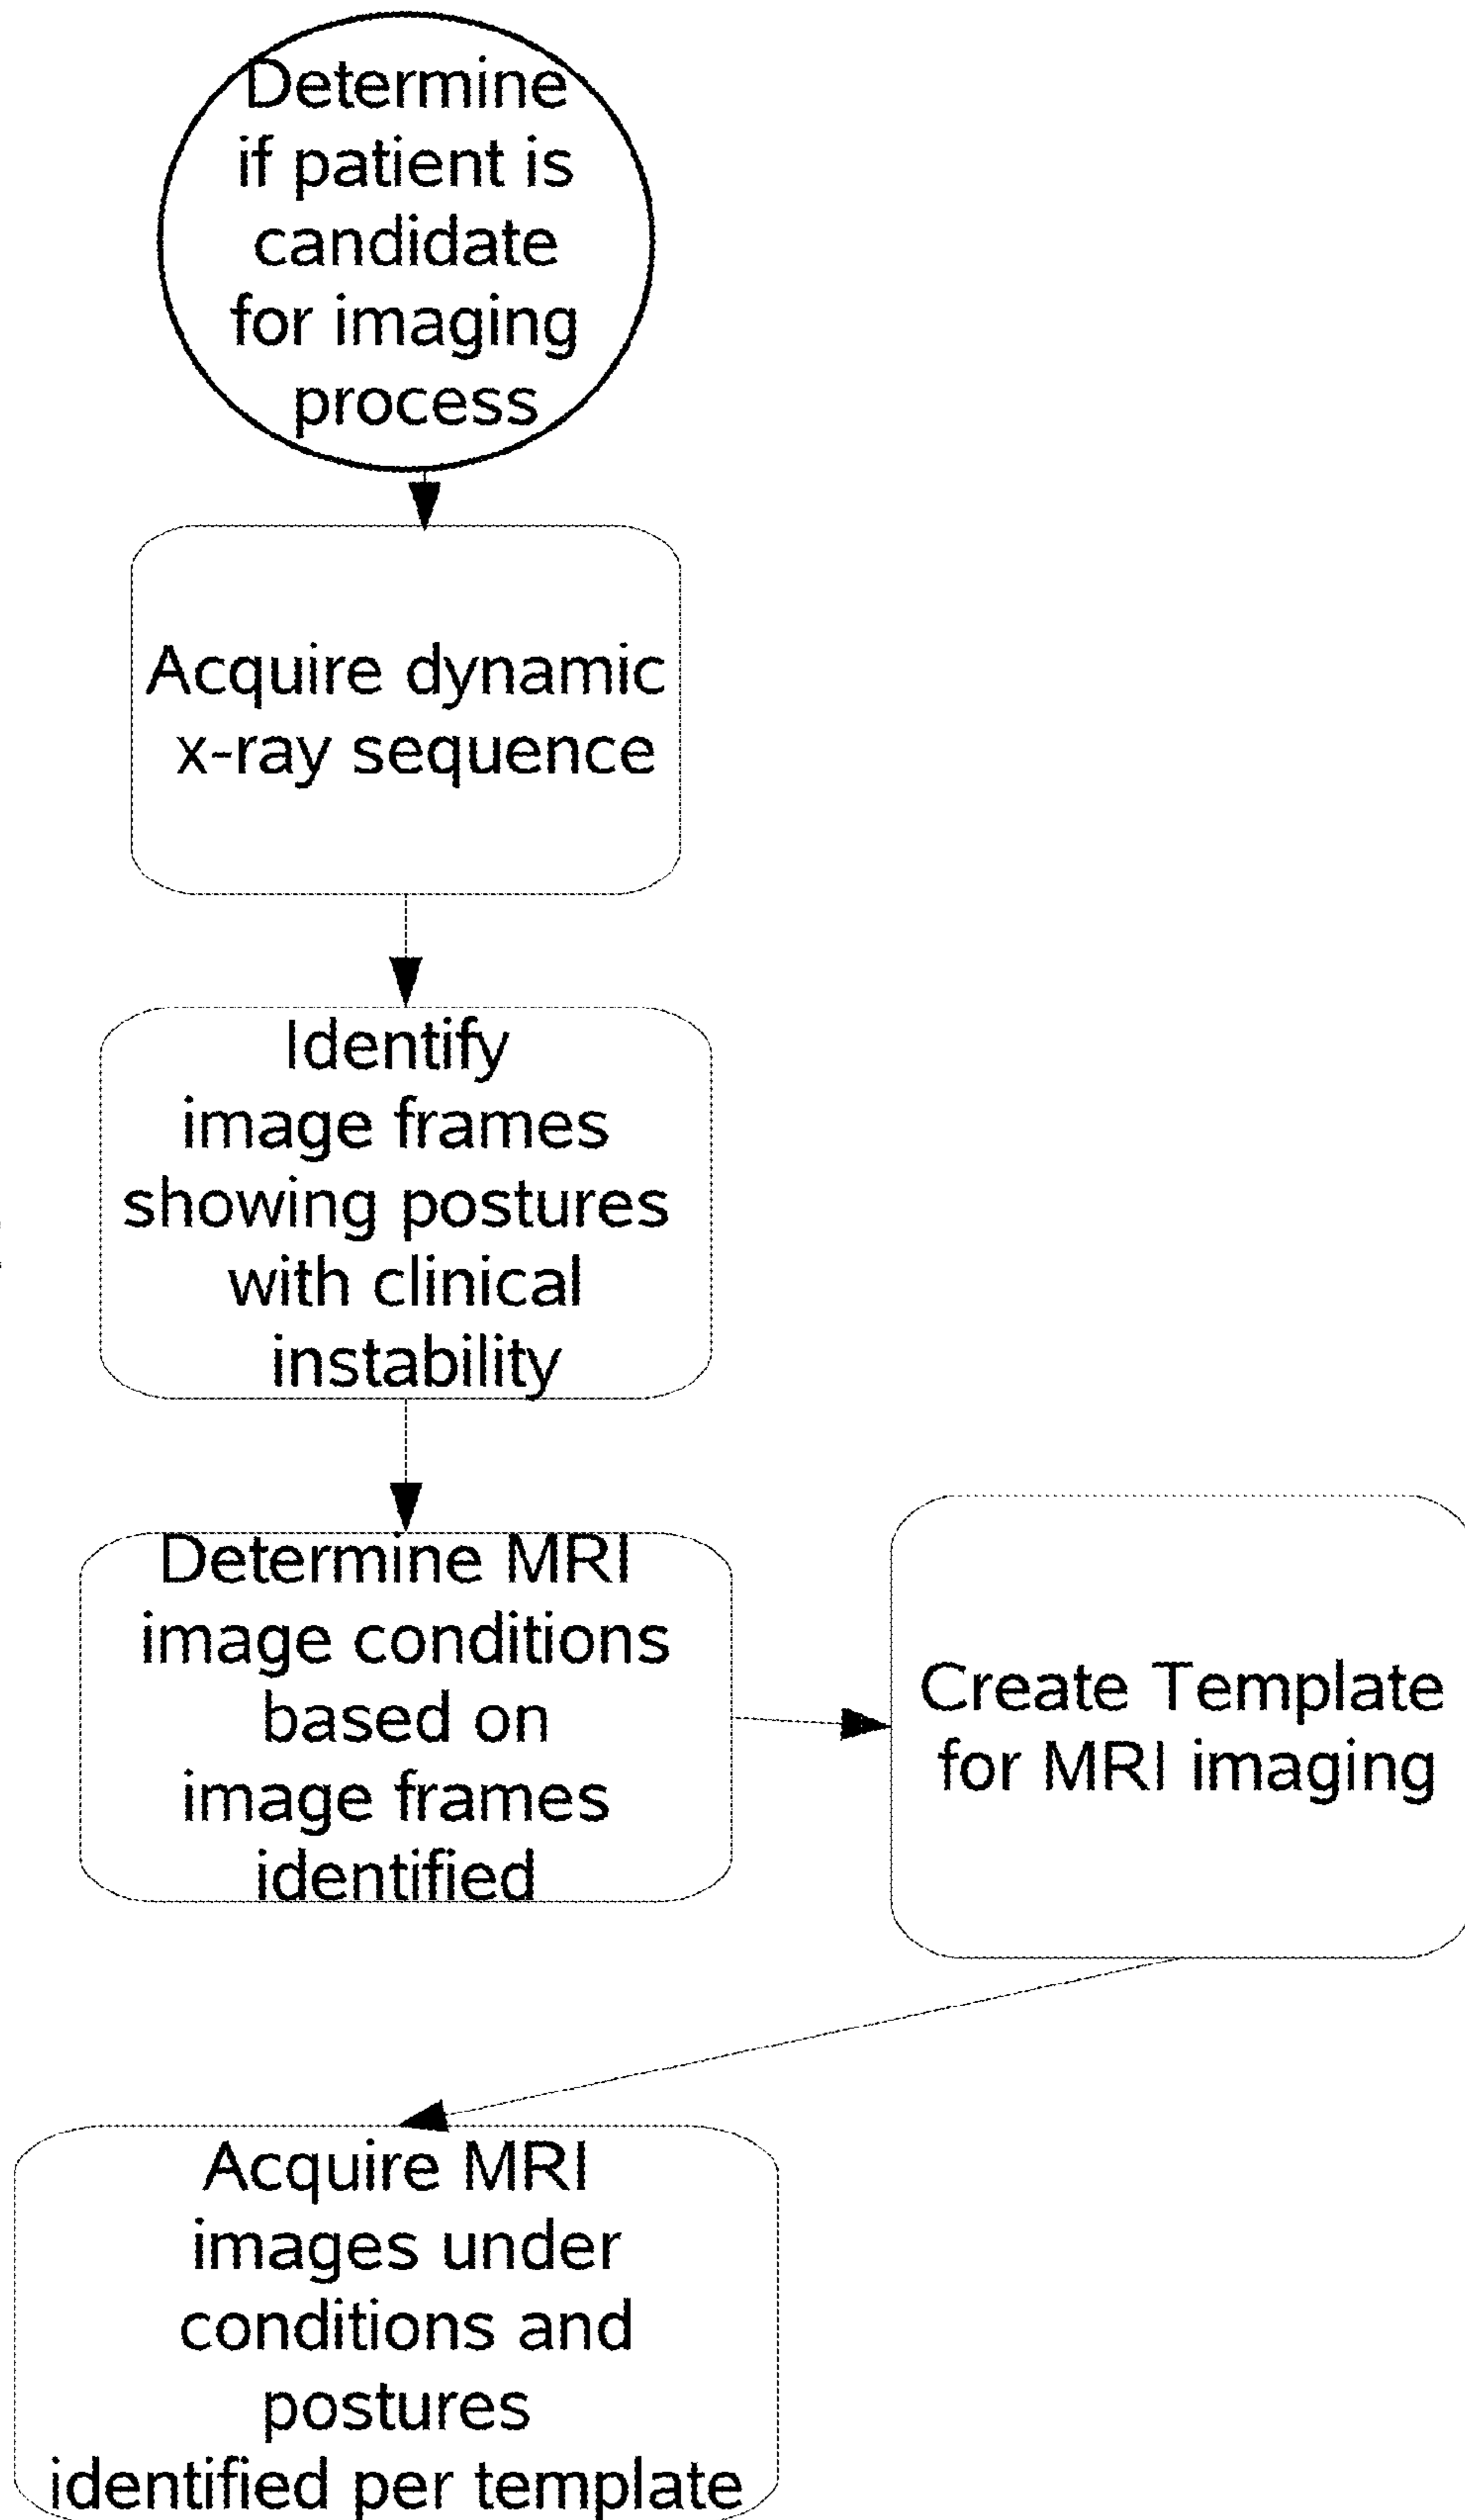 Determine
if patient is
candidate
for imaging
process
Acquire dynamic
x-ray sequence
Identify
image frames
showing postures
with clinical
instability
Determine MRI
image conditions
based on
image frames
identified
Create Template
for MRI imaging
Acquire MRI
images under
conditions and
postures
identified per template